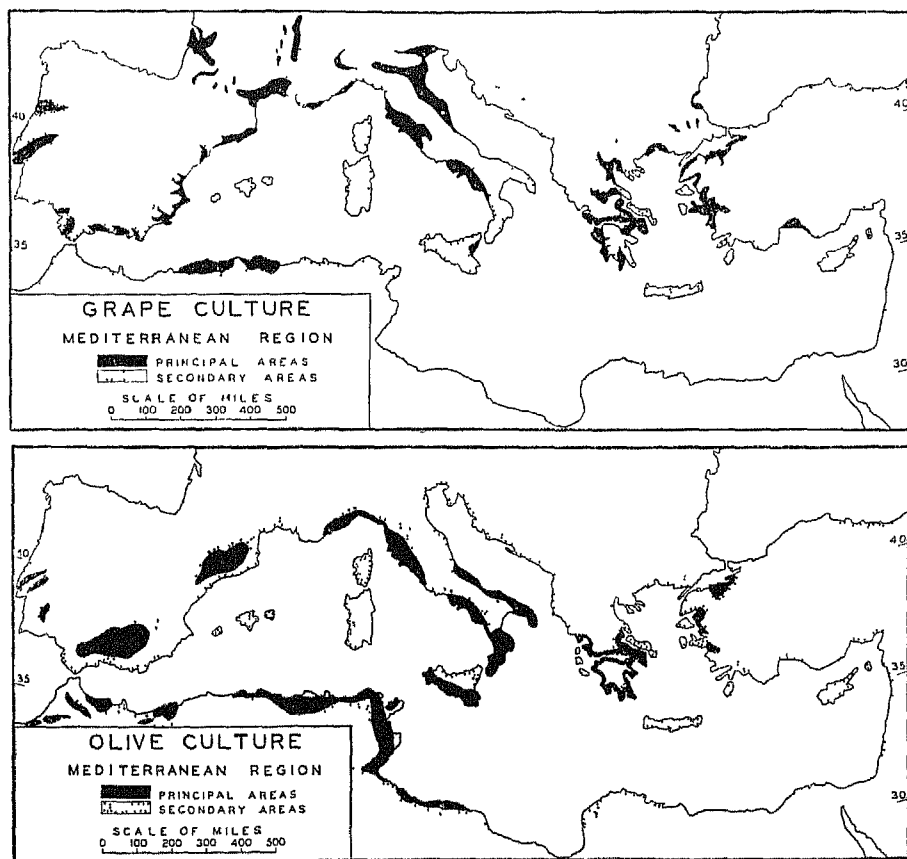 40
40
35
35
30
GRAPE CULTURE
MEDITERRANEAN REGION
PRINCIPAL AREAS
SECONDARY AREAS
SCALE OF MILES
0 100 200 300 400 500
40
40
35
35
30
OLIVE CULTURE
MEDITERRANEAN REGION
PRINCIPAL AREAS
SECONDARY AREAS
SCALE OF MILES
0 100 200 300 400 500